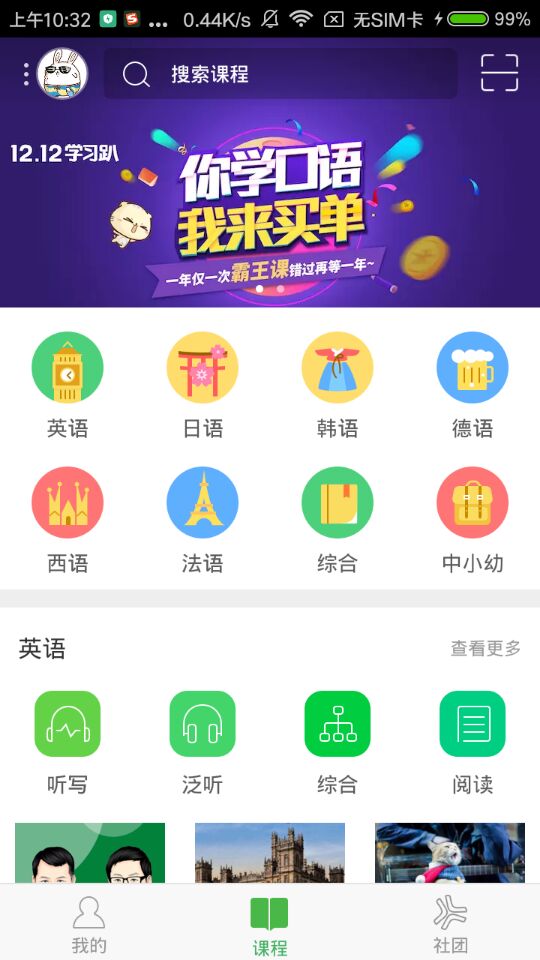 上午10:32 ... 0.44K/s 无SIM卡 99%
搜索课程
12.12学习趴
你学口语
我来买单
一年仅一次霸王课错过再等一年~
英语 日语 韩语 德语
西语 法语 综合 中小幼
英语 查看更多
听写 泛听 综合 阅读
我的 课程 社团